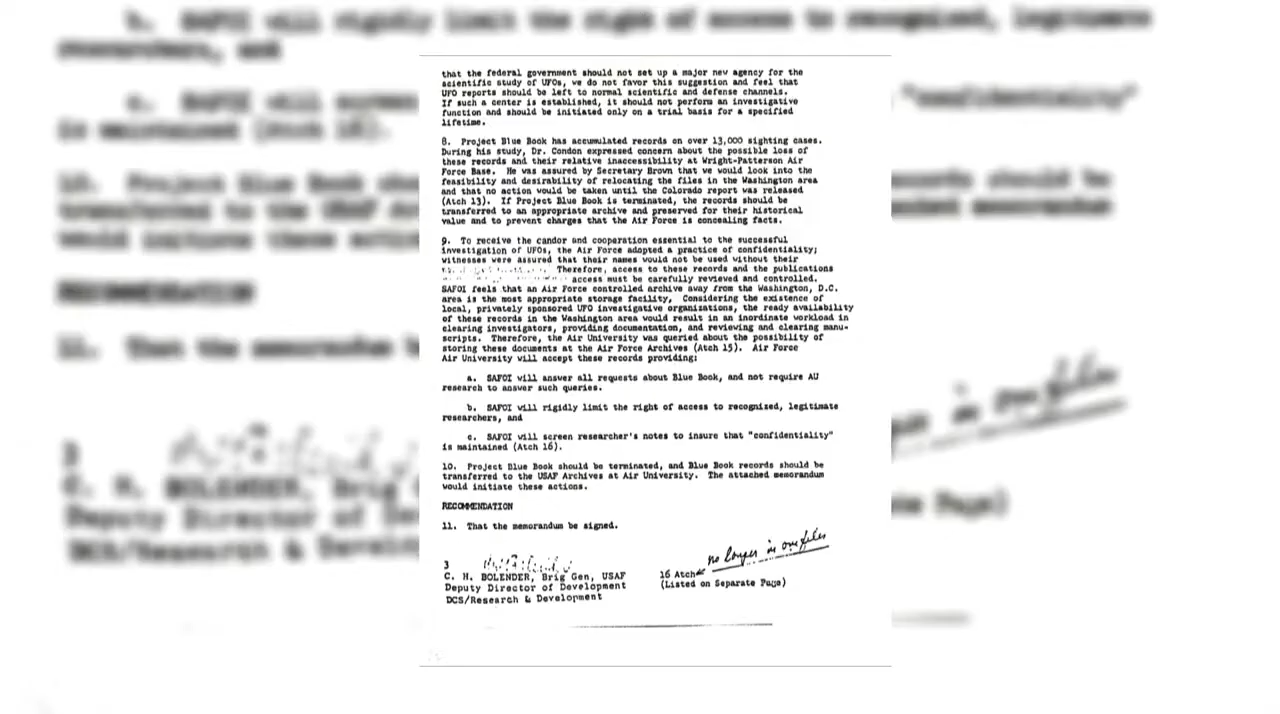 that the federal government should not set up a major new agency for the
scientific study of UFOs, we do not favor this suggestion and feel that
UFO reports should be left to normal scientific and defense channels.
If such a center is established, it should not perform an investigative
function and should be initiated only on a trial basis for a specified
lifetime.
8. Project Blue Book has accumulated records on over 13,000 sighting cases.
During his study, Dr. Condon expressed concern about the possible loss of
these records and their relative inaccessibility at Wright-Patterson Air
Force Base. He was assured by Secretary Brown that we would look into the
feasibility and desirability of relocating the files in the Washington area
and that no action would be taken until the Colorado report was released
(Atch 13). If Project Blue Book is terminated, the records should be
transferred to an appropriate archive and preserved for their historical
value and to prevent charges that the Air Force is concealing facts.
9. To receive the candor and cooperation essential to the successful
investigation of UFOs, the Air Force adopted a practice of confidentiality;
witnesses were assured that their names would not be used without their
Therefore, access to these records and the publications
access must be carefully reviewed and controlled.
SAFOI feels that an Air Force controlled archive away from the Washington, D.C.
area is the most appropriate storage facility, Considering the existence of
local, privately sponsored UFO investigative organizations, the ready availability
of these records in the Washington area would result in an inordinate workload in
clearing investigators, providing documentation, and reviewing and clearing manu-
scripts. Therefore, the Air University was queried about the possibility of
storing these documents at the Air Force Archives (Atch 15). Air Force
Air University will accept these records providing:
a. SAFOI will answer all requests about Blue Book, and not require AU
research to answer such queries.
b. SAFOI will rigidly limit the right of access to recognized, legitimate
researchers, and
c. SAFOI will screen researcher's notes to insure that "confidentiality"
is maintained (Atch 16).
10. Project Blue Book should be terminated, and Blue Book records should be
transferred to the USAF Archives at Air University. The attached memorandum
would initiate these actions.
RECOMMENDATION
11. That the memorandum be signed.
no longer in our files
3
C. H. BOLENDER, Brig Gen, USAF
Deputy Director of Development
DCS/Research & Development
16 Atch
(Listed on Separate Page)